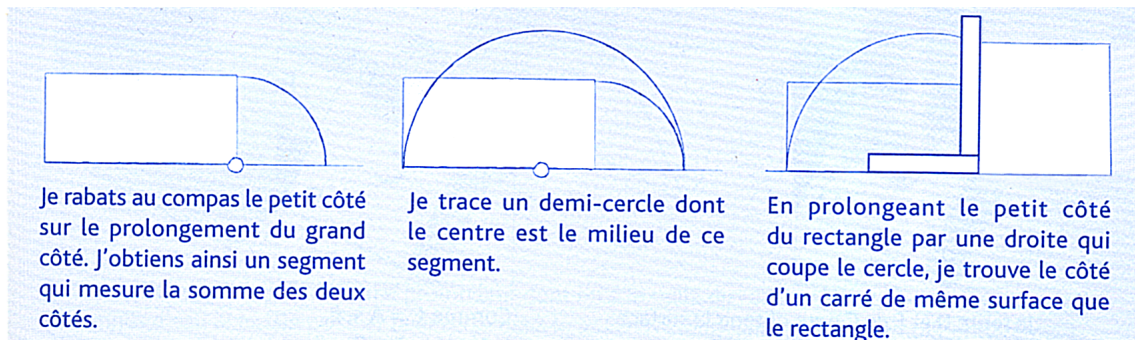 Je rabats au compas le petit côté
sur le prolongement du grand
côté. J'obtiens ainsi un segment
qui mesure la somme des deux
côtés.
Je trace un demi-cercle dont
le centre est le milieu de ce
segment.
En prolongeant le petit côté
du rectangle par une droite qui
coupe le cercle, je trouve le côté
d'un carré de même surface que
le rectangle.